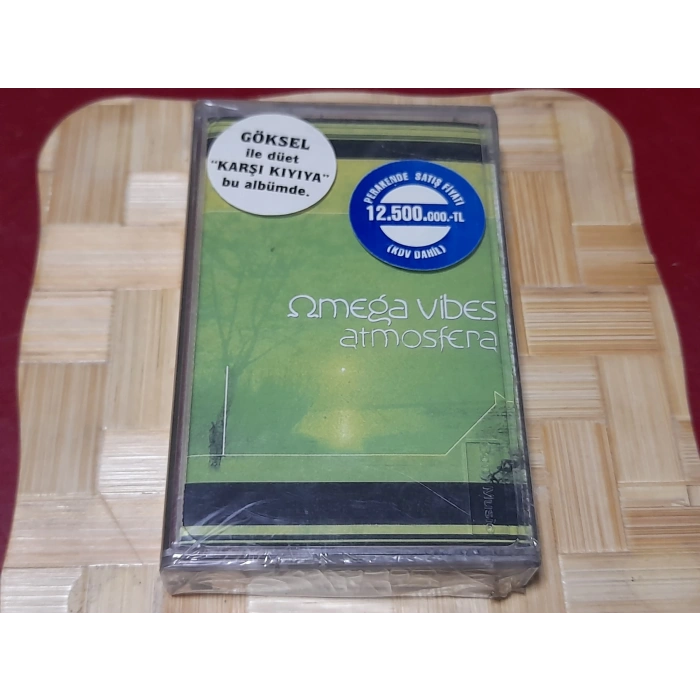 GÖKSEL
ile düet
"KARŞI KIYIYA"
bu albümde.
PERAKENDE SATIŞ FİYATI
12.500.000.-TL
(KDV DAHİL)
Ωmega vibes
atmosfera
Music